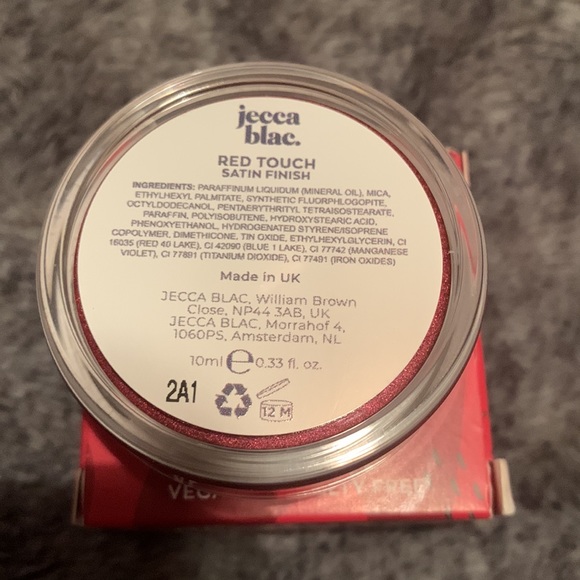 jecca
blac.
RED TOUCH
SATIN FINISH
INGREDIENTS: PARAFFINUM LIQUIDUM (MINERAL OIL), MICA,
ETHYLHEXYL PALMITATE, SYNTHETIC FLUORPHLOGOPITE,
OCTYLDODECANOL, PENTAERYTHRITYL TETRAISOSTEARATE,
PARAFFIN, POLYISOBUTENE, HYDROXYSTEARIC ACID,
PHENOXYETHANOL, HYDROGENATED STYRENE/ISOPRENE
COPOLYMER, DIMETHICONE, TIN OXIDE, ETHYLHEXYLGLYCERIN, CI
16035 (RED 40 LAKE), CI 42090 (BLUE 1 LAKE), CI 77742 (MANGANESE
VIOLET), CI 77891 (TITANIUM DIOXIDE), CI 77491 (IRON OXIDES)
Made in UK
JECCA BLAC, William Brown
Close, NP44 3AB, UK
JECCA BLAC, Morrahof 4,
1060PS, Amsterdam, NL
10ml e 0.33 fl. oz.
2A1
12 M